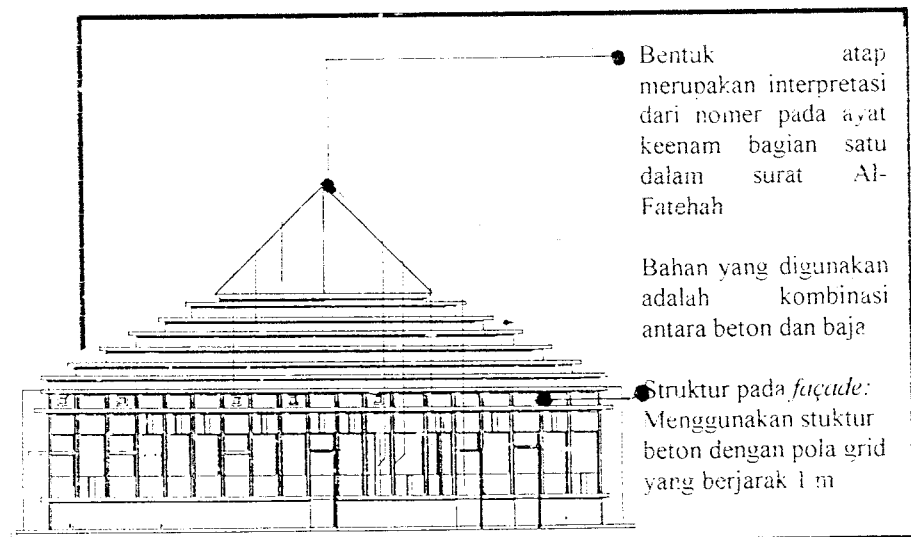 Bentuk atap
merupakan interpretasi
dari nomer pada ayat
keenam bagian satu
dalam surat Al-
Fatehah
Bahan yang digunakan
adalah kombinasi
antara beton dan baja
Struktur pada façade:
Menggunakan stuktur
beton dengan pola grid
yang berjarak 1 m